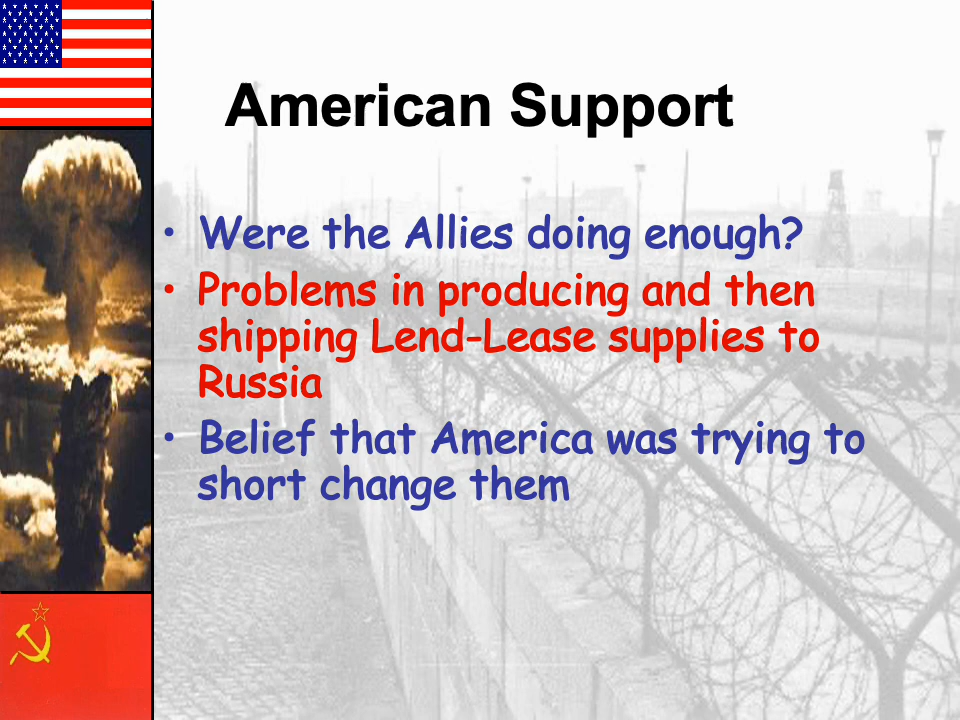 American Support
• Were the Allies doing enough?
• Problems in producing and then
shipping Lend-Lease supplies to
Russia
• Belief that America was trying to
short change them